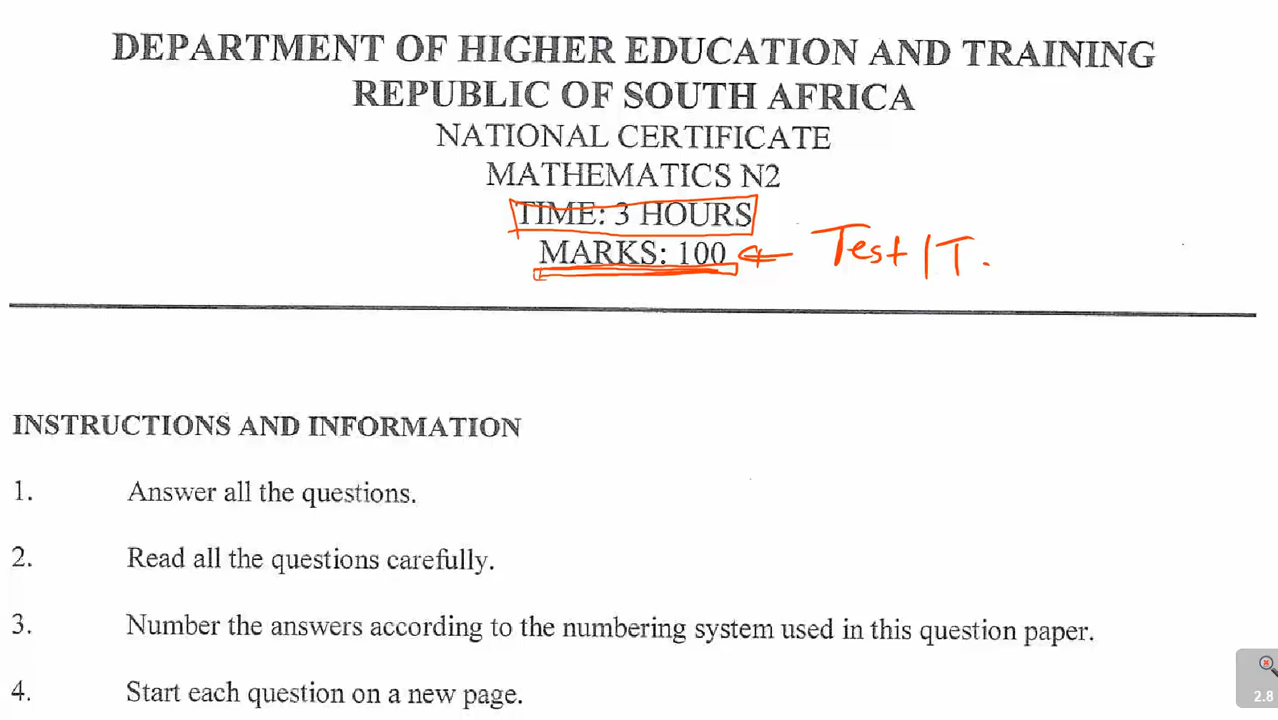 DEPARTMENT OF HIGHER EDUCATION AND TRAINING
REPUBLIC OF SOUTH AFRICA
NATIONAL CERTIFICATE
MATHEMATICS N2
TIME: 3 HOURS
MARKS: 100 Test/T.
INSTRUCTIONS AND INFORMATION
1. Answer all the questions.
2. Read all the questions carefully.
3. Number the answers according to the numbering system used in this question paper.
4. Start each question on a new page.
2.8